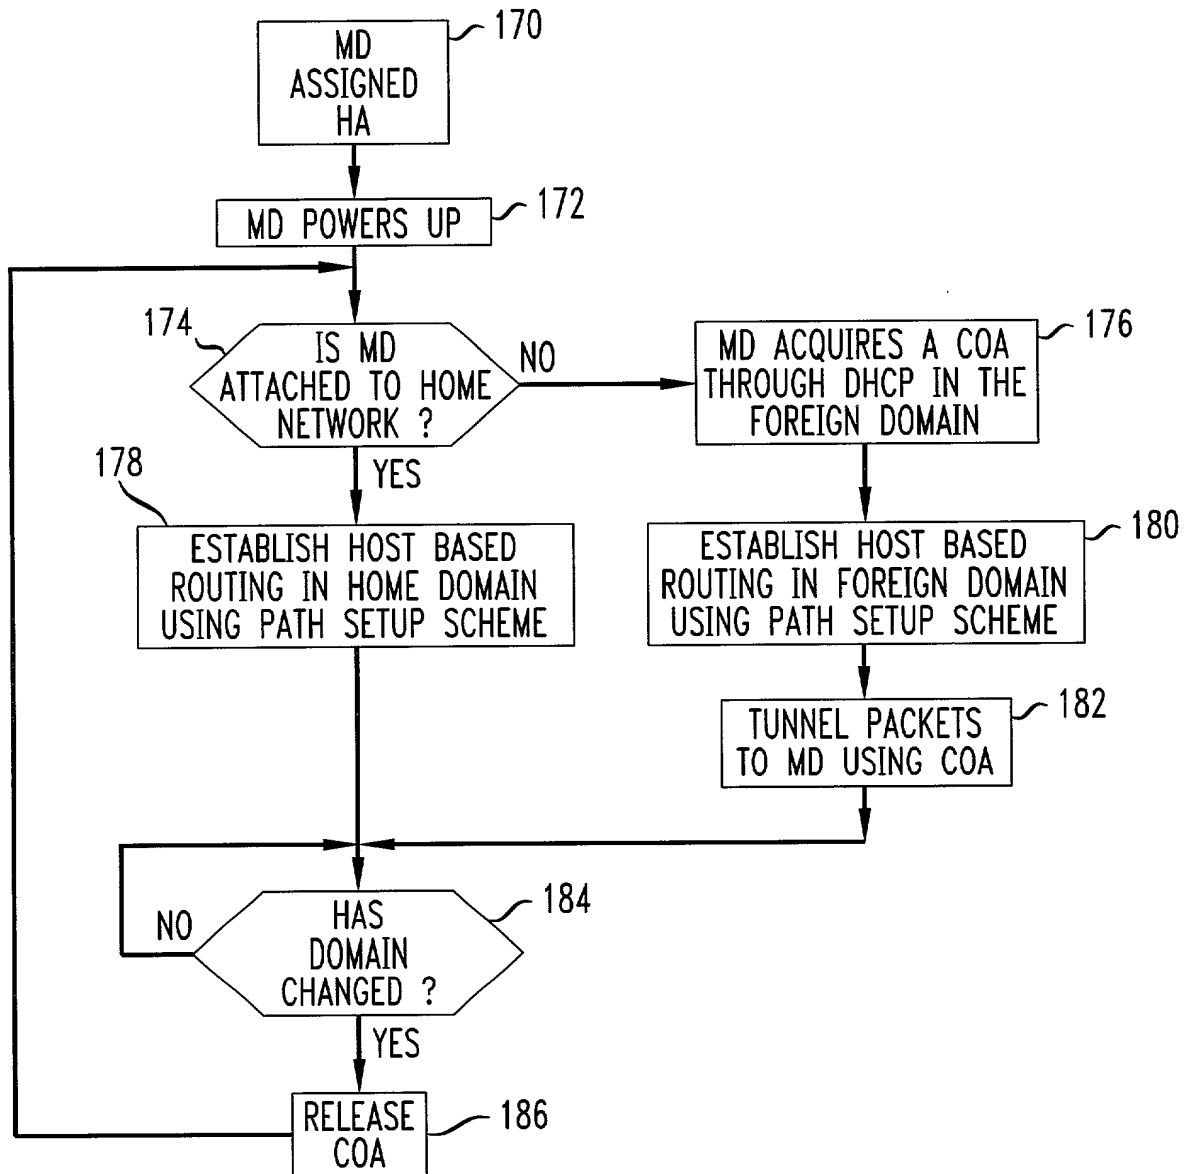 170
MD
ASSIGNED
HA
172
MD POWERS UP
174
IS MD
ATTACHED TO HOME
NETWORK ?
NO
176
MD ACQUIRES A COA
THROUGH DHCP IN THE
FOREIGN DOMAIN
178
YES
ESTABLISH HOST BASED
ROUTING IN HOME DOMAIN
USING PATH SETUP SCHEME
180
ESTABLISH HOST BASED
ROUTING IN FOREIGN DOMAIN
USING PATH SETUP SCHEME
182
TUNNEL PACKETS
TO MD USING COA
184
NO
HAS
DOMAIN
CHANGED ?
YES
186
RELEASE
COA